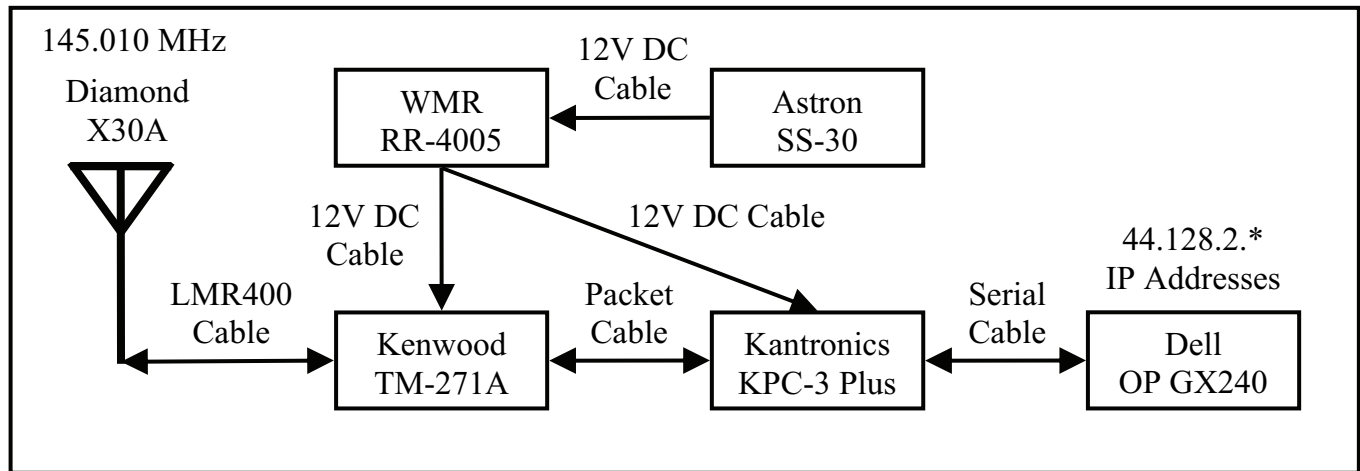 145.010 MHz
Diamond
X30A
WMR
RR-4005
12V DC
Cable
Astron
SS-30
12V DC
Cable
12V DC Cable
44.128.2.*
IP Addresses
LMR400
Cable
Kenwood
TM-271A
Packet
Cable
Kantronics
KPC-3 Plus
Serial
Cable
Dell
OP GX240